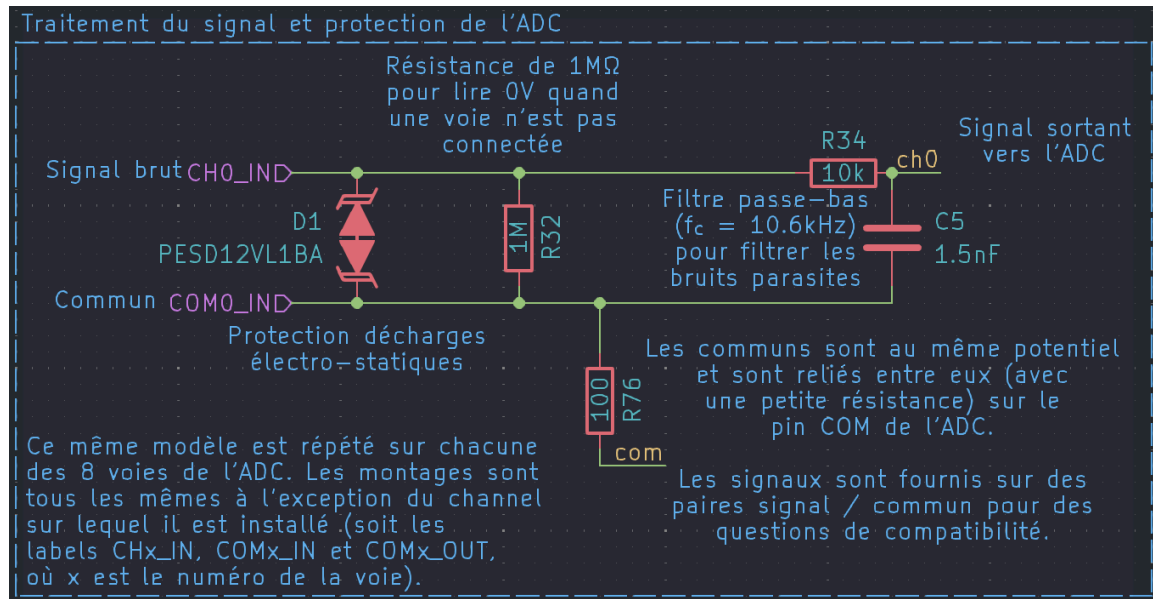 Traitement du signal et protection de l'ADC
Résistance de 1MΩ
pour lire 0V quand
une voie n'est pas
connectée
Signal sortant
vers l'ADC
R34
10k
ch0
Signal brut
CH0_IN
D1
PESD12VL1BA
1M
R32
Filtre passe-bas
(fc = 10.6kHz)
pour filtrer les
bruits parasites
C5
1.5nF
Commun
COM0_IN
Protection décharges
électro-statiques
100
R76
com
Les communs sont au même potentiel
et sont reliés entre eux (avec
une petite résistance) sur le
pin COM de l'ADC.
Les signaux sont fournis sur des
paires signal / commun pour des
questions de compatibilité.
Ce même modèle est répété sur chacune
des 8 voies de l'ADC. Les montages sont
tous les mêmes à l'exception du channel
sur lequel il est installé (soit les
labels CHx_IN, COMx_IN et COMx_OUT,
où x est le numéro de la voie).